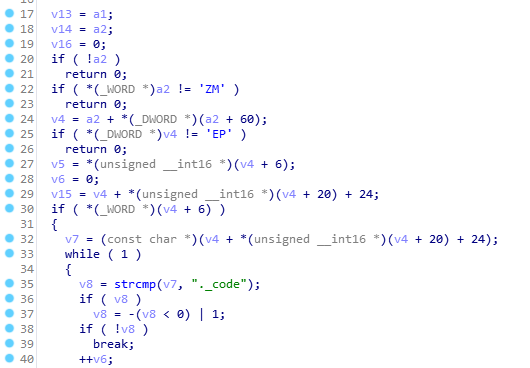 17 v13 = a1;
18 v14 = a2;
19 v16 = 0;
20 if ( !a2 )
21 return 0;
22 if ( *(_WORD *)a2 != 'ZM' )
23 return 0;
24 v4 = a2 + *(_DWORD *)(a2 + 60);
25 if ( *(_DWORD *)v4 != 'EP' )
26 return 0;
27 v5 = *(unsigned __int16 *)(v4 + 6);
28 v6 = 0;
29 v15 = v4 + *(unsigned __int16 *)(v4 + 20) + 24;
30 if ( *(_WORD *)(v4 + 6) )
31 {
32 v7 = (const char *)(v4 + *(unsigned __int16 *)(v4 + 20) + 24);
33 while ( 1 )
34 {
35 v8 = strcmp(v7, "._code");
36 if ( v8 )
37 v8 = -(v8 < 0) | 1;
38 if ( !v8 )
39 break;
40 ++v6;